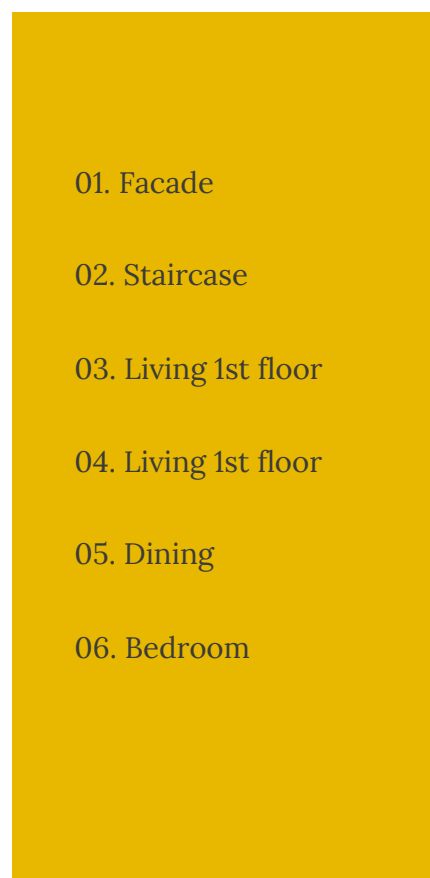 01. Facade
02. Staircase
03. Living 1st floor
04. Living 1st floor
05. Dining
06. Bedroom